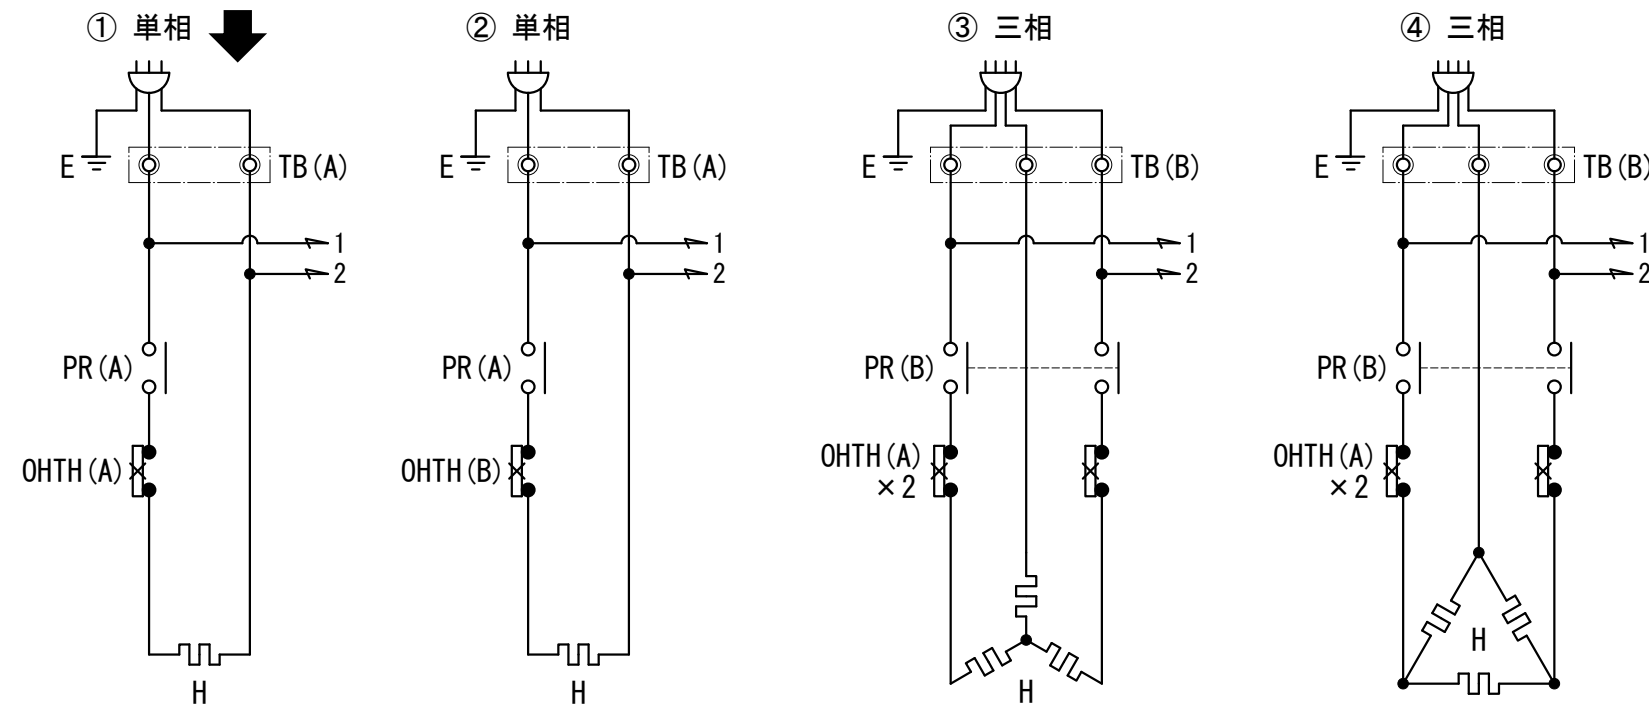 ① 単相
② 単相
③ 三相
④ 三相
E
TB(A)
E
TB(A)
E
TB(B)
E
TB(B)
1
1
1
1
2
2
2
2
PR(A)
PR(A)
PR(B)
PR(B)
OHTH(A)
OHTH(B)
OHTH(A)
×2
OHTH(A)
×2
H
H
H
H